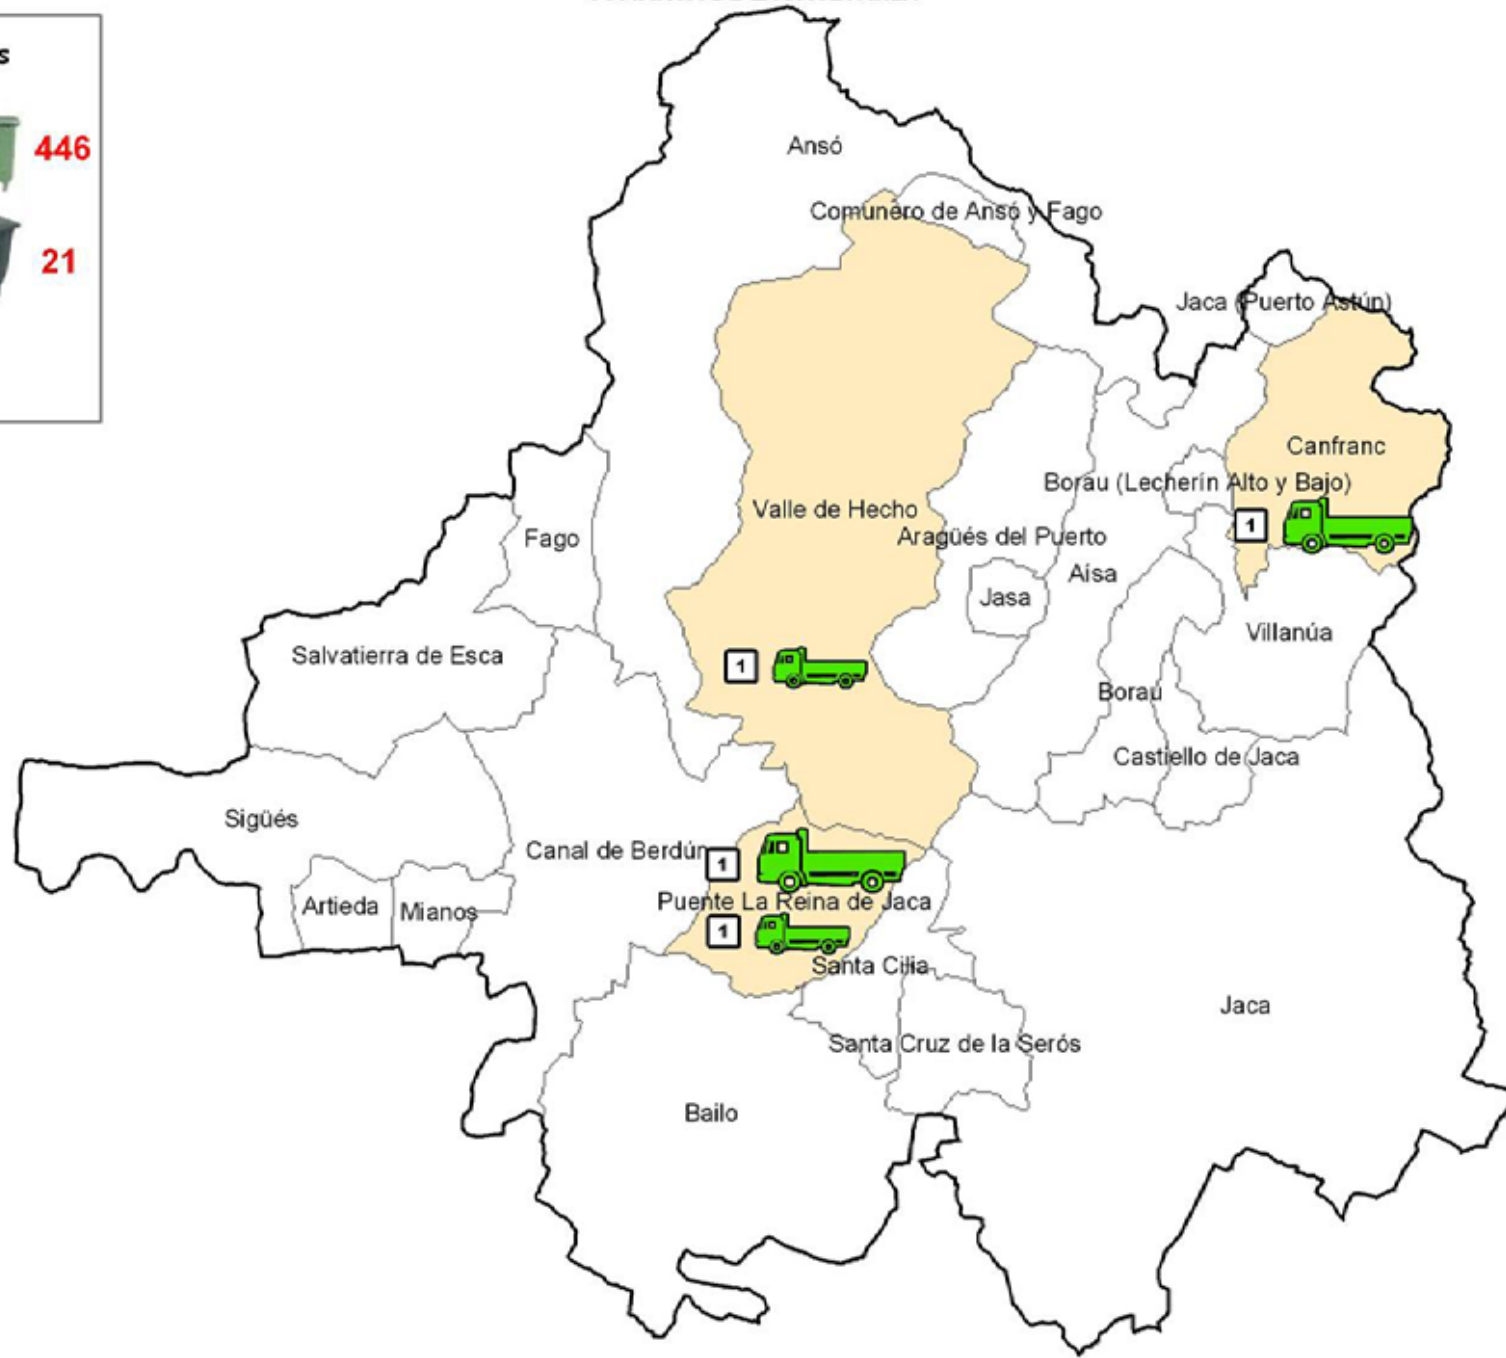 s
446
21
Ansó
Comunero de Ansó y Fago
Jaca (Puerto Astún)
Canfranc
Borau (Lecherín Alto y Bajo)
Valle de Hecho
1
Aragüés del Puerto
Fago
Aísa
Jasa
Villanúa
Salvatierra de Esca
1
Borau
Castiello de Jaca
Sigüés
Canal de Berdún
1
Puente La Reina de Jaca
Artieda
Mianos
1
Santa Cilia
Jaca
Santa Cruz de la Serós
Bailo